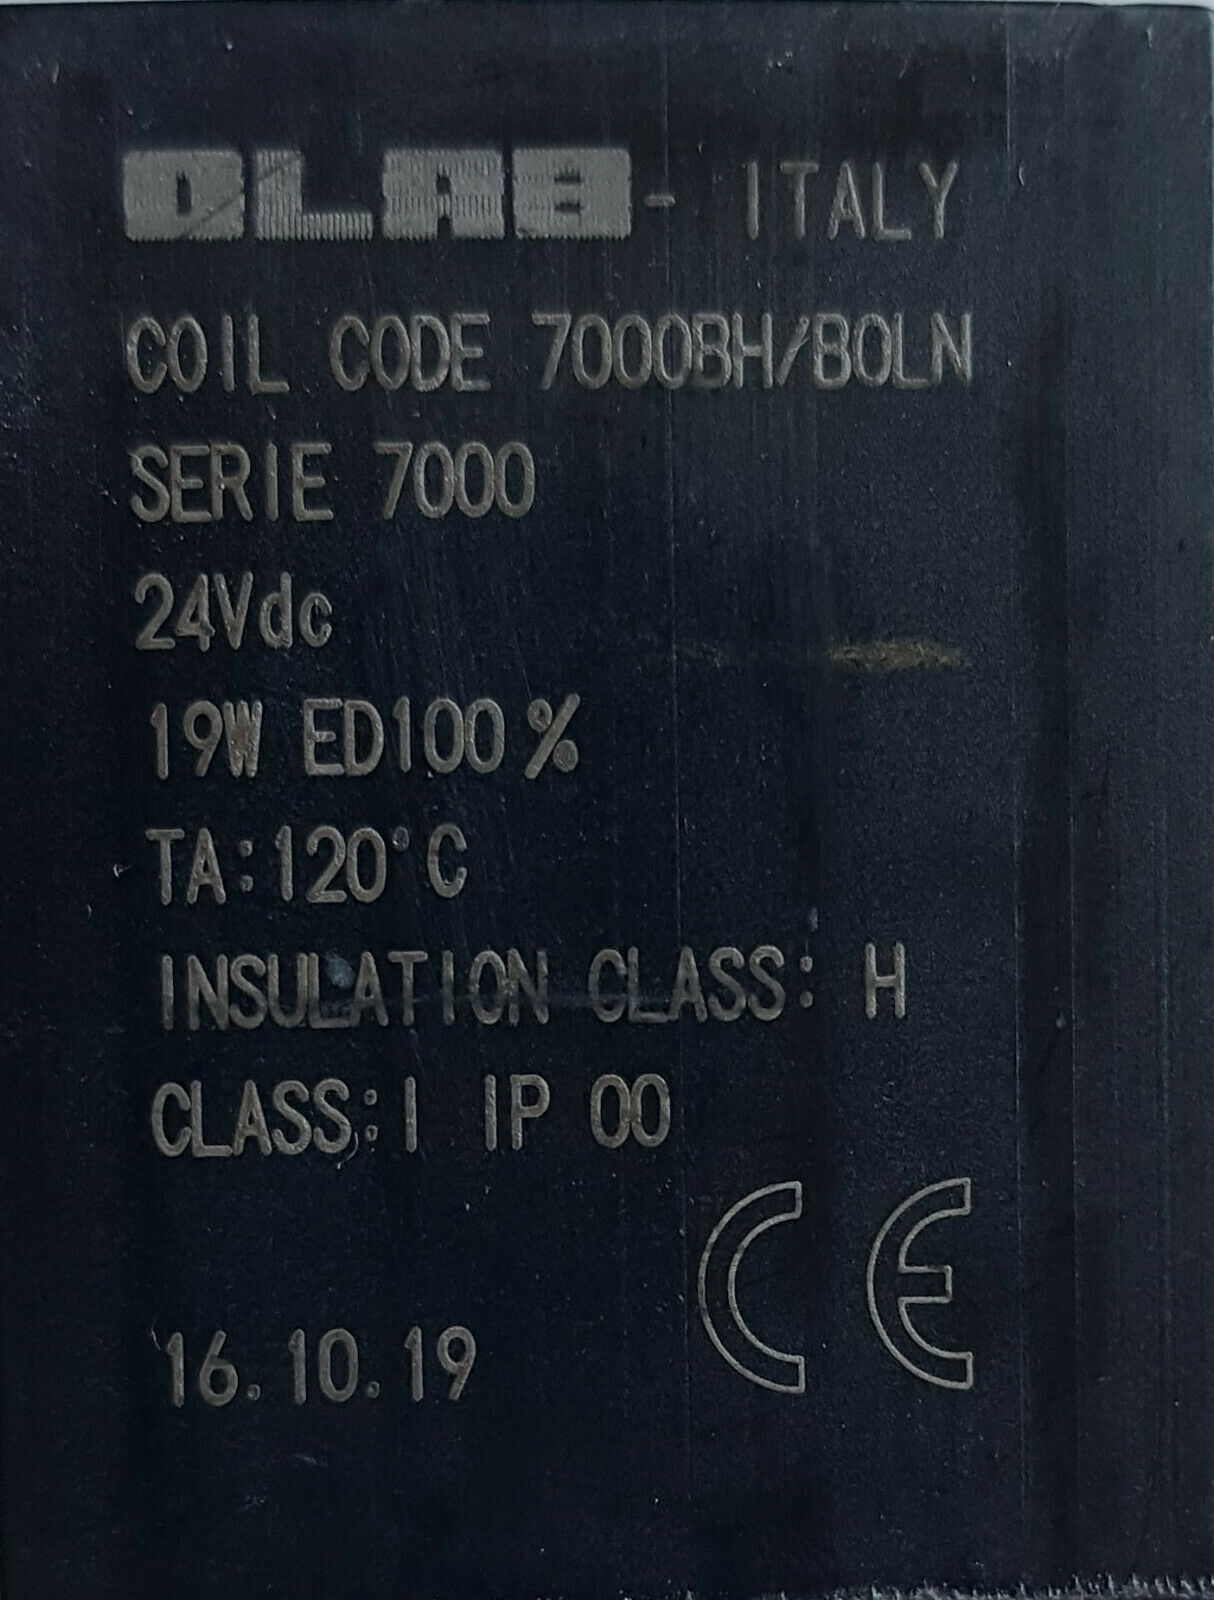 OLAB - ITALY
COIL CODE 7000BH/B0LN
SERIE 7000
24Vdc
19W ED100%
TA:120°C
INSULATION CLASS: H
CLASS:I IP 00
CE
16.10.19